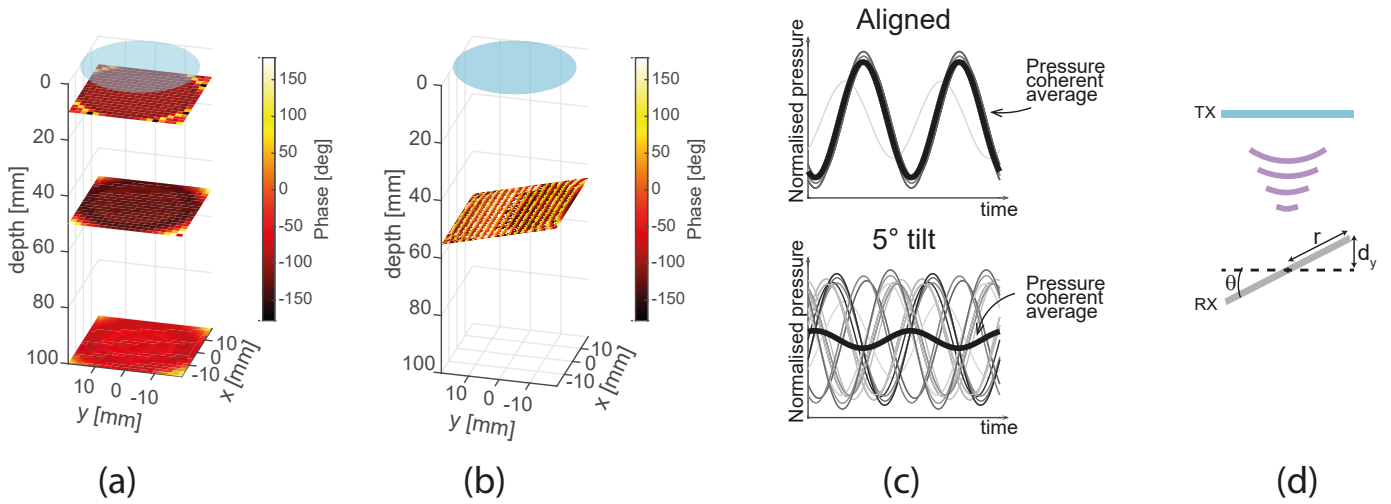 0
20
40
60
80
100
depth [mm]
10
0
-10
y [mm]
10
0
-10
x [mm]
150
100
50
0
-50
-100
-150
Phase [deg]
(a)
0
20
40
60
80
100
depth [mm]
10
0
-10
y [mm]
10
0
-10
x [mm]
150
100
50
0
-50
-100
-150
Phase [deg]
(b)
Aligned
Normalised pressure
Pressure
coherent
average
time
5° tilt
Normalised pressure
Pressure
coherent
average
time
(c)
TX
r
dy
θ
RX
(d)